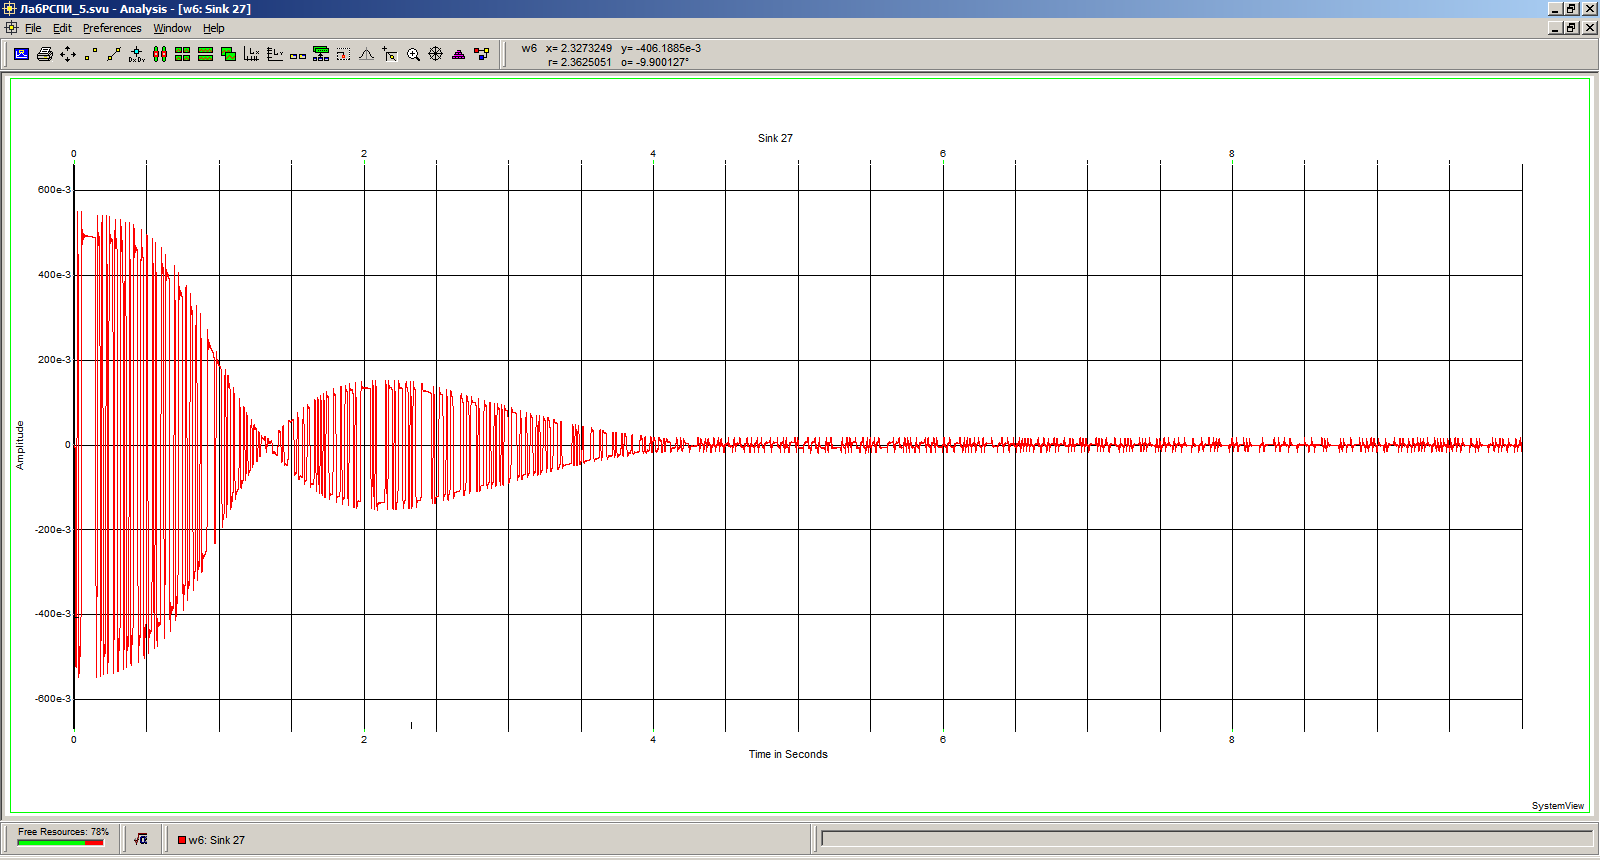 ЛабРСПИ_5.svu - Analysis - [w6: Sink 27]
File Edit Preferences Window Help
w6 x= 2.3273249 y= -406.1885e-3
r= 2.3625051 o= -9.900127°
Sink 27
0 2 4 6 8
600e-3
400e-3
200e-3
0
-200e-3
-400e-3
-600e-3
Amplitude
0 2 4 6 8
Time in Seconds
SystemView
Free Resources: 78%
√α
w6: Sink 27